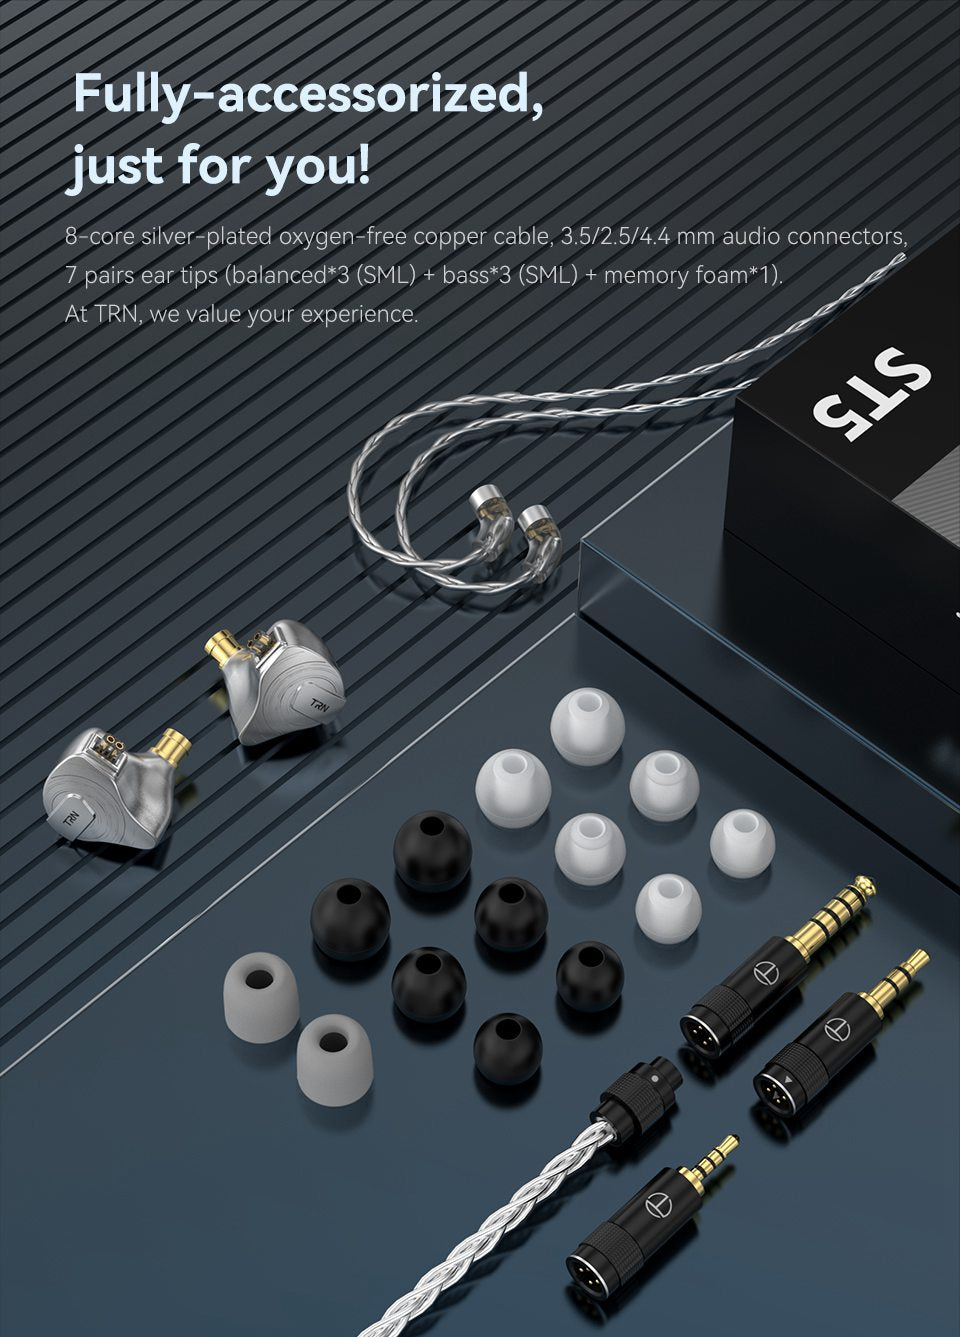 Fully-accessorized,
just for you!
8-core silver-plated oxygen-free copper cable, 3.5/2.5/4.4 mm audio connectors,
7 pairs ear tips (balanced*3 (SML) + bass*3 (SML) + memory foam*1).
At TRN, we value your experience.
ST5
TRN
TRN